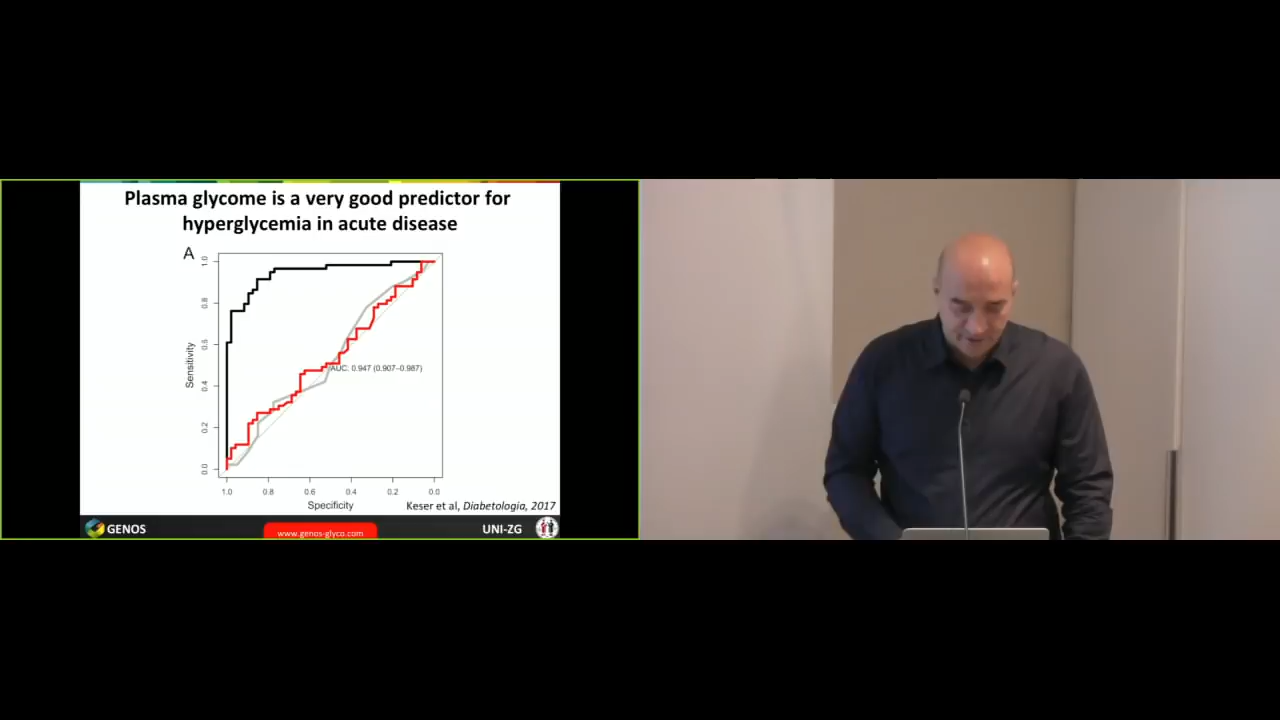 Plasma glycome is a very good predictor for
hyperglycemia in acute disease
A
1.0
0.8
0.6
0.4
0.2
0.0
Sensitivity
AUC: 0.947 (0.907–0.987)
1.0 0.8 0.6 0.4 0.2 0.0
Specificity
Keser et al, Diabetologia, 2017
GENOS
www.genos-glyco.com
UNI-ZG